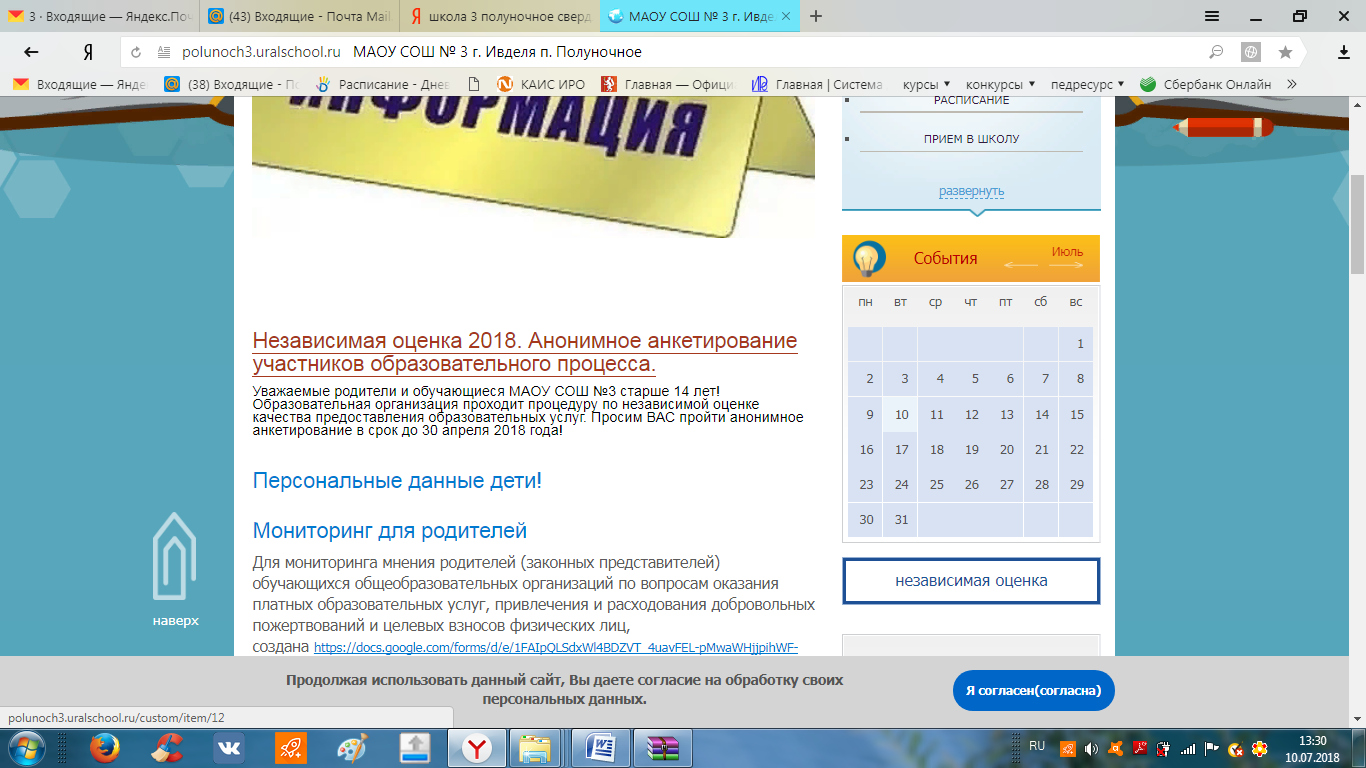 3 · Входящие — Яндекс.Поч
(43) Входящие - Почта Mail
школа 3 полуночное сверд
МАОУ СОШ № 3 г. Ивде
polunoch3.uralschool.ru МАОУ СОШ № 3 г. Ивделя п. Полуночное
Входящие — Янде
(38) Входящие - По
Расписание - Днев
КАИС ИРО
Главная — Офици
Главная | Система
курсы
конкурсы
педресурс
Сбербанк Онлайн
ИНФОРМАЦИЯ
РАСПИСАНИЕ
ПРИЕМ В ШКОЛУ
развернуть
События
Июль
пн вт ср чт пт сб вс
1
2 3 4 5 6 7 8
9 10 11 12 13 14 15
16 17 18 19 20 21 22
23 24 25 26 27 28 29
30 31
независимая оценка
Независимая оценка 2018. Анонимное анкетирование
участников образовательного процесса.
Уважаемые родители и обучающиеся МАОУ СОШ №3 старше 14 лет!
Образовательная организация проходит процедуру по независимой оценке
качества предоставления образовательных услуг. Просим ВАС пройти анонимное
анкетирование в срок до 30 апреля 2018 года!
Персональные данные дети!
Мониторинг для родителей
Для мониторинга мнения родителей (законных представителей)
обучающихся общеобразовательных организаций по вопросам оказания
платных образовательных услуг, привлечения и расходования добровольных
пожертвований и целевых взносов физических лиц,
создана https://docs.google.com/forms/d/e/1FAIpQLSdxWl4BDZVT_4uavFEL-pMwaWHjjpihWF-
наверх
Продолжая использовать данный сайт, Вы даете согласие на обработку своих
персональных данных.
Я согласен(согласна)
polunoch3.uralschool.ru/custom/item/12
RU
13:30
10.07.2018